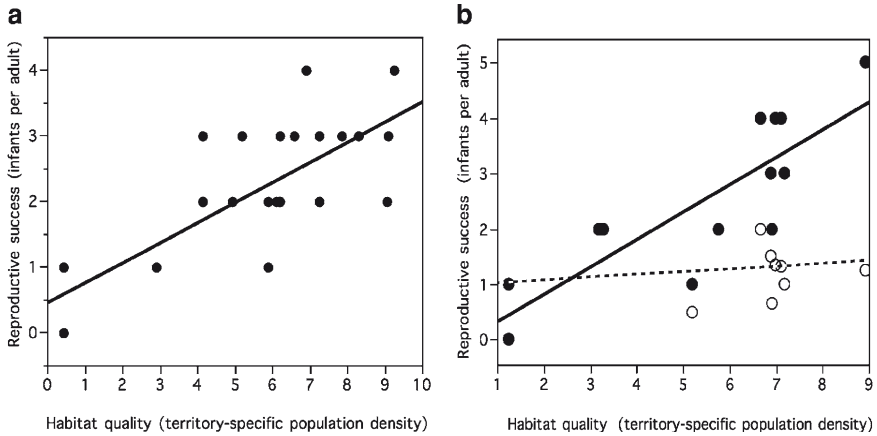 a
Reproductive success (infants per adult)
4
3
2
1
0
0 1 2 3 4 5 6 7 8 9 10
Habitat quality (territory-specific population density)
b
Reproductive success (infants per adult)
5
4
3
2
1
0
1 2 3 4 5 6 7 8 9
Habitat quality (territory-specific population density)